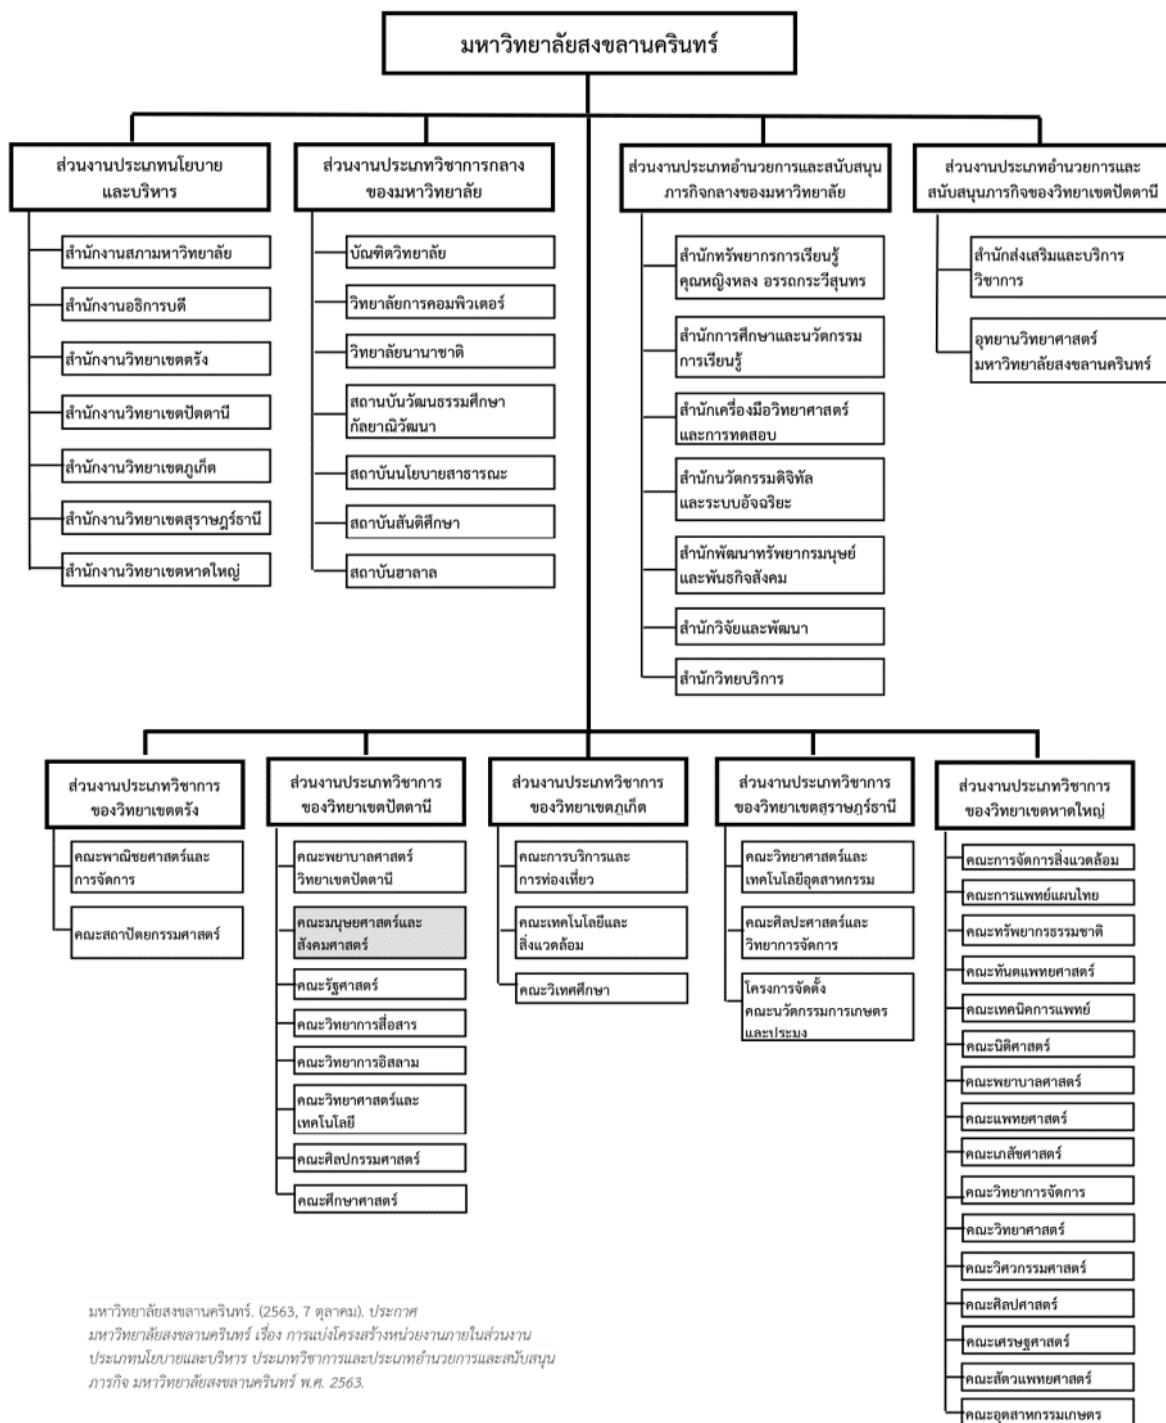 มหาวิทยาลัยสงขลานครินทร์
ส่วนงานประเภทนโยบาย
และบริหาร
สำนักงานสภามหาวิทยาลัย
สำนักงานอธิการบดี
สำนักงานวิทยาเขตตรัง
สำนักงานวิทยาเขตปัตตานี
สำนักงานวิทยาเขตภูเก็ต
สำนักงานวิทยาเขตสุราษฎร์ธานี
สำนักงานวิทยาเขตหาดใหญ่
ส่วนงานประเภทวิชาการกลาง
ของมหาวิทยาลัย
บัณฑิตวิทยาลัย
วิทยาลัยการคอมพิวเตอร์
วิทยาลัยนานาชาติ
สถาบันวัฒนธรรมศึกษา
กัลยาณิวัฒนา
สถาบันนโยบายสาธารณะ
สถาบันสันติศึกษา
สถาบันฮาลาล
ส่วนงานประเภทอำนวยการและสนับสนุน
ภารกิจกลางของมหาวิทยาลัย
สำนักทรัพยากรการเรียนรู้
คุณหญิงหลง อรรถกระวีสุนทร
สำนักการศึกษาและนวัตกรรม
การเรียนรู้
สำนักเครื่องมือวิทยาศาสตร์
และการทดสอบ
สำนักนวัตกรรมดิจิทัล
และระบบอัจฉริยะ
สำนักพัฒนาทรัพยากรมนุษย์
และพันธกิจสังคม
สำนักวิจัยและพัฒนา
สำนักวิทยบริการ
ส่วนงานประเภทอำนวยการและ
สนับสนุนภารกิจของวิทยาเขตปัตตานี
สำนักส่งเสริมและบริการ
วิชาการ
อุทยานวิทยาศาสตร์
มหาวิทยาลัยสงขลานครินทร์
ส่วนงานประเภทวิชาการ
ของวิทยาเขตตรัง
คณะพาณิชยศาสตร์และ
การจัดการ
คณะสถาปัตยกรรมศาสตร์
ส่วนงานประเภทวิชาการ
ของวิทยาเขตปัตตานี
คณะพยาบาลศาสตร์
วิทยาเขตปัตตานี
คณะมนุษยศาสตร์และ
สังคมศาสตร์
คณะรัฐศาสตร์
คณะวิทยาการสื่อสาร
คณะวิทยาการอิสลาม
คณะวิทยาศาสตร์และ
เทคโนโลยี
คณะศิลปกรรมศาสตร์
คณะศึกษาศาสตร์
ส่วนงานประเภทวิชาการ
ของวิทยาเขตภูเก็ต
คณะการบริการและ
การท่องเที่ยว
คณะเทคโนโลยีและ
สิ่งแวดล้อม
คณะวิเทศศึกษา
ส่วนงานประเภทวิชาการ
ของวิทยาเขตสุราษฎร์ธานี
คณะวิทยาศาสตร์และ
เทคโนโลยีอุตสาหกรรม
คณะศิลปะศาสตร์และ
วิทยาการจัดการ
โครงการจัดตั้ง
คณะนวัตกรรมการเกษตร
และประมง
ส่วนงานประเภทวิชาการ
ของวิทยาเขตหาดใหญ่
คณะการจัดการสิ่งแวดล้อม
คณะการแพทย์แผนไทย
คณะทรัพยากรธรรมชาติ
คณะทันตแพทยศาสตร์
คณะเทคนิคการแพทย์
คณะนิติศาสตร์
คณะพยาบาลศาสตร์
คณะแพทยศาสตร์
คณะเภสัชศาสตร์
คณะวิทยาการจัดการ
คณะวิทยาศาสตร์
คณะวิศวกรรมศาสตร์
คณะศิลปศาสตร์
คณะเศรษฐศาสตร์
คณะสัตวแพทยศาสตร์
คณะอุตสาหกรรมเกษตร
มหาวิทยาลัยสงขลานครินทร์. (2563, 7 ตุลาคม). ประกาศ
มหาวิทยาลัยสงขลานครินทร์ เรื่อง การแบ่งโครงสร้างหน่วยงานภายในส่วนงาน
ประเภทนโยบายและบริหาร ประเภทวิชาการและประเภทอำนวยการและสนับสนุน
ภารกิจ มหาวิทยาลัยสงขลานครินทร์ พ.ศ. 2563.